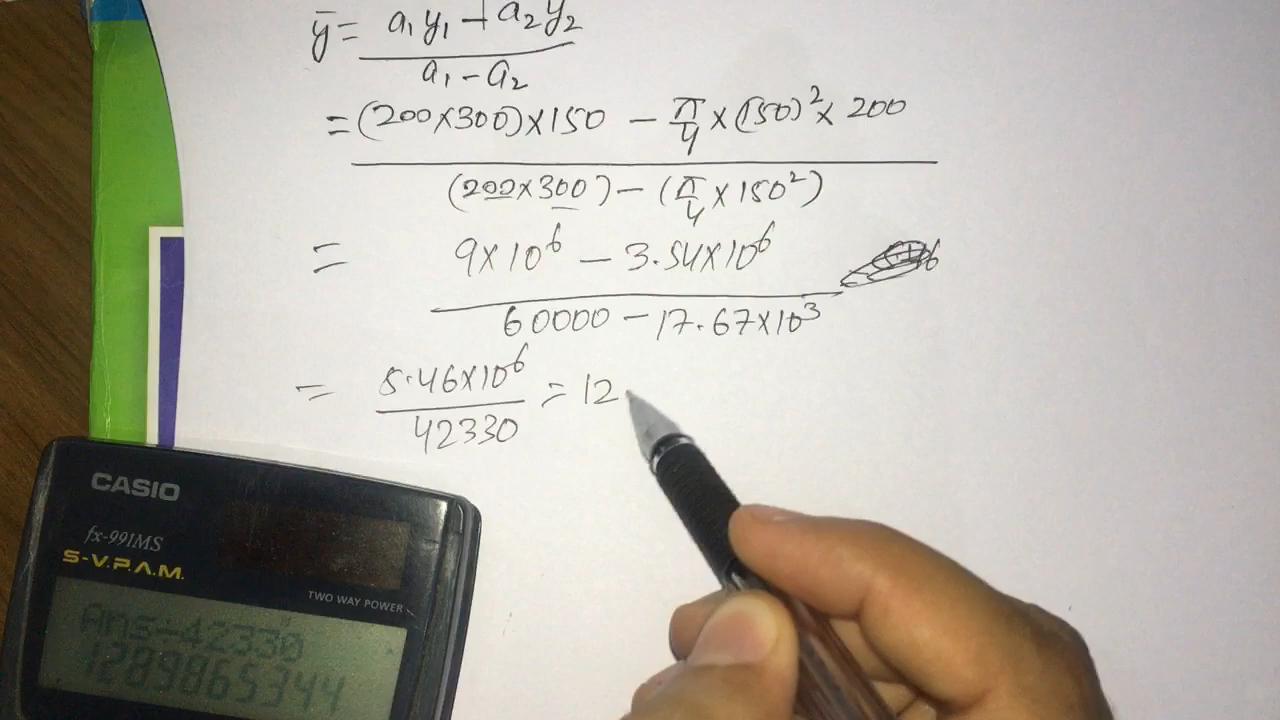 ȳ = a₁y₁ + a₂y₂
a₁ - a₂
= (200×300)×150 - π/4 × (150)² × 200
(200×300) - (π/4 × 150²)
= 9×10⁶ - 3.54×10⁶
60000 - 17.67×10³
= 5.46×10⁶ = 12
42330
CASIO
fx-991MS
S-V.P.A.M.
TWO WAY POWER
Ans÷42330
128.9865344